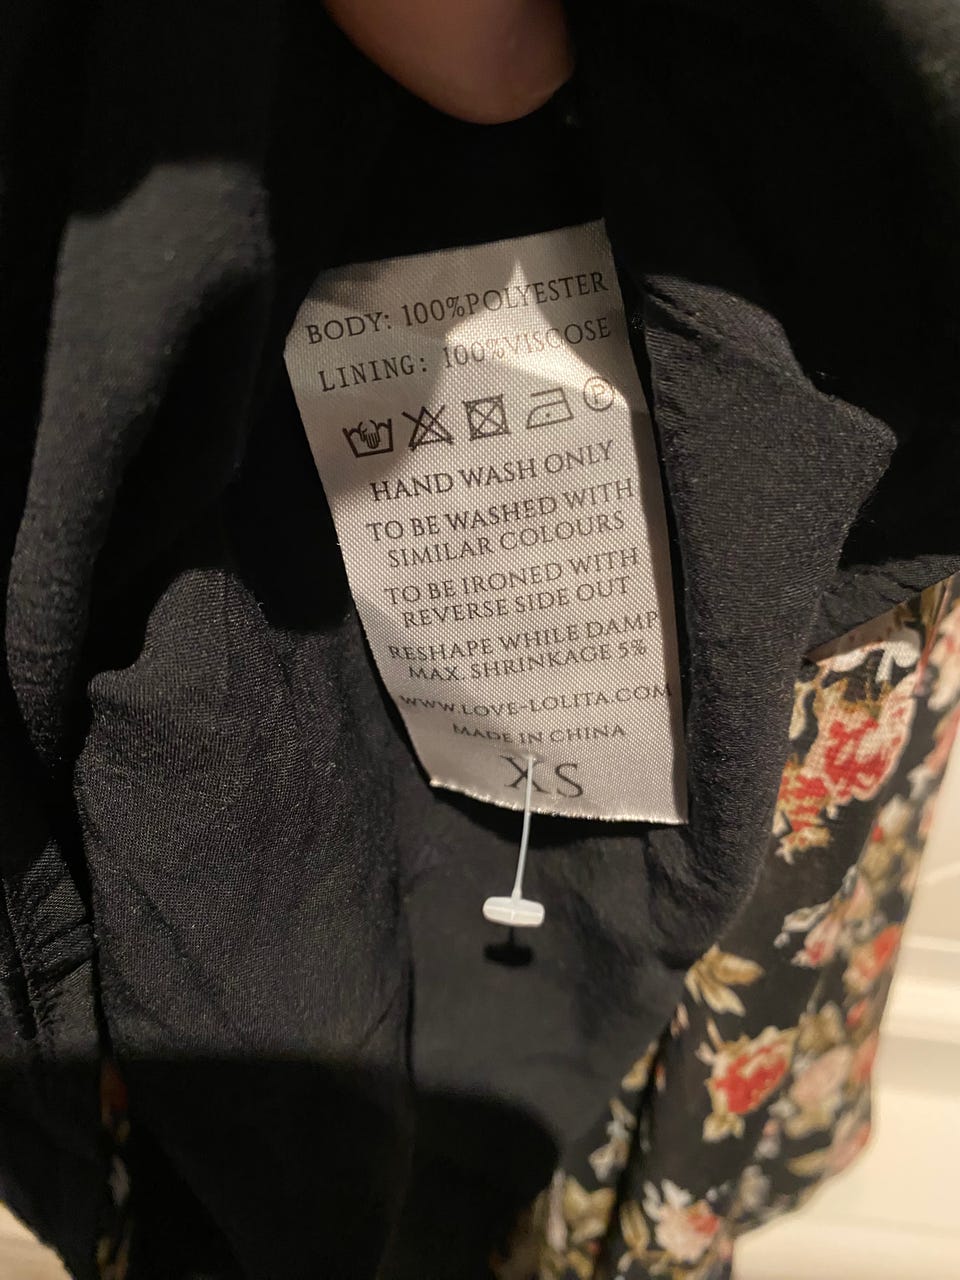 BODY: 100%POLYESTER
LINING: 100%VISCOSE
P
HAND WASH ONLY
TO BE WASHED WITH
SIMILAR COLOURS
TO BE IRONED WITH
REVERSE SIDE OUT
RESHAPE WHILE DAMP
MAX. SHRINKAGE 5%
WWW.LOVE-LOLITA.COM
MADE IN CHINA
XS